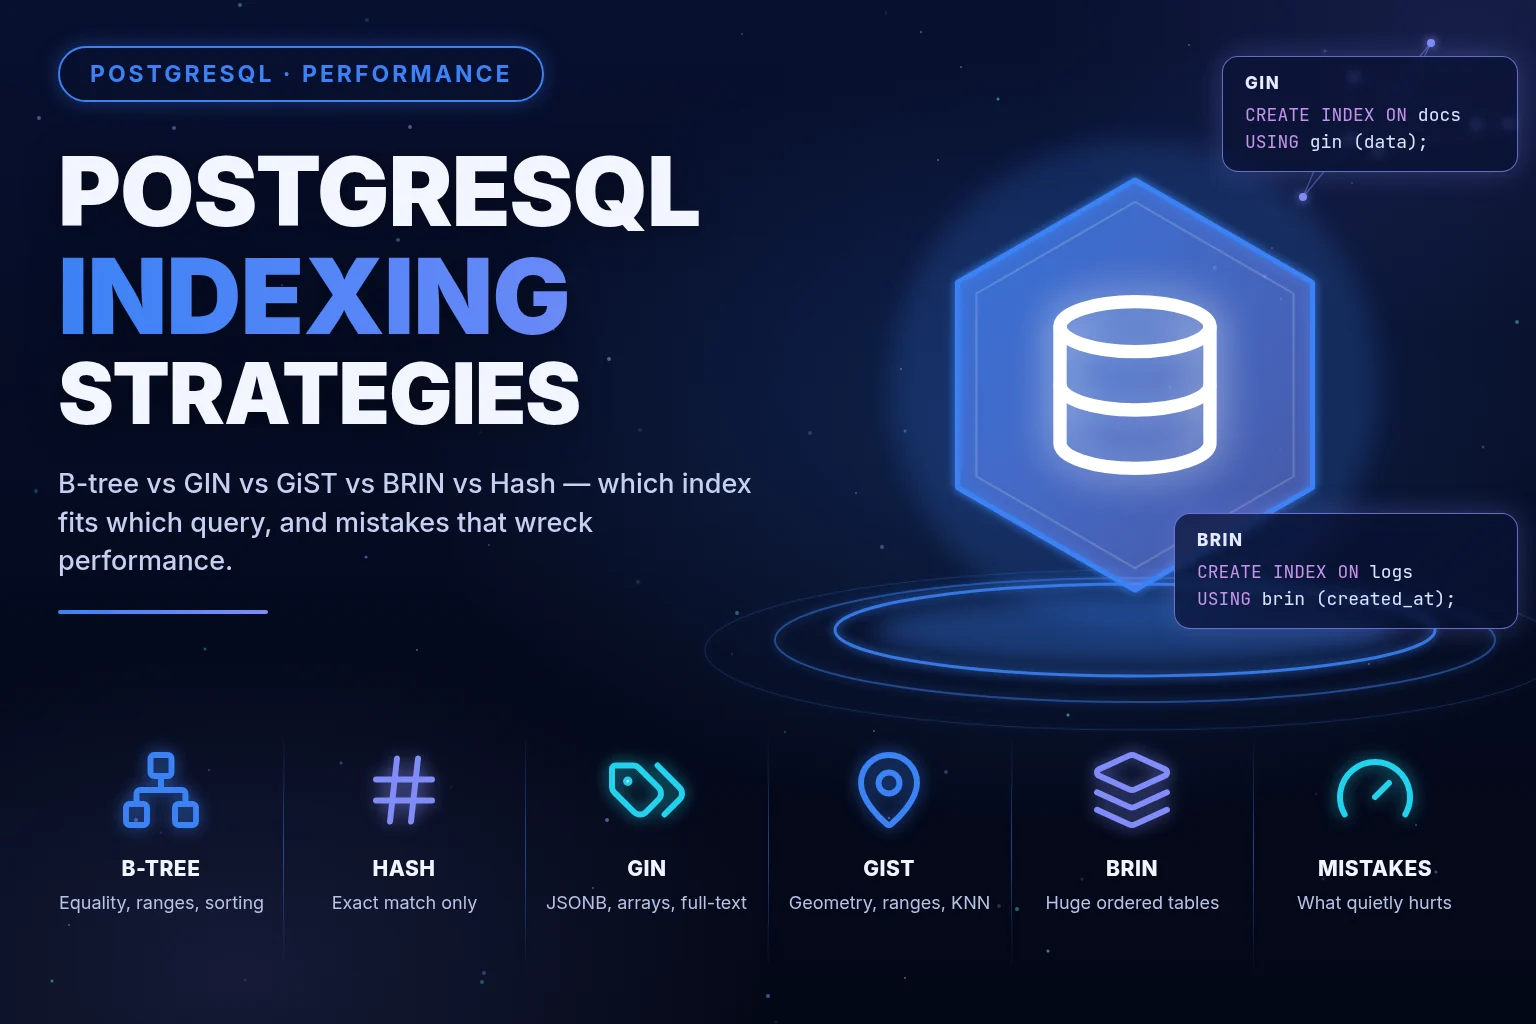 POSTGRESQL · PERFORMANCE
POSTGRESQL
INDEXING
STRATEGIES
B-tree vs GIN vs GiST vs BRIN vs Hash — which index
fits which query, and mistakes that wreck
performance.
GIN
CREATE INDEX ON docs
USING gin (data);
BRIN
CREATE INDEX ON logs
USING brin (created_at);
B-TREE
Equality, ranges, sorting
HASH
Exact match only
GIN
JSONB, arrays, full-text
GIST
Geometry, ranges, KNN
BRIN
Huge ordered tables
MISTAKES
What quietly hurts